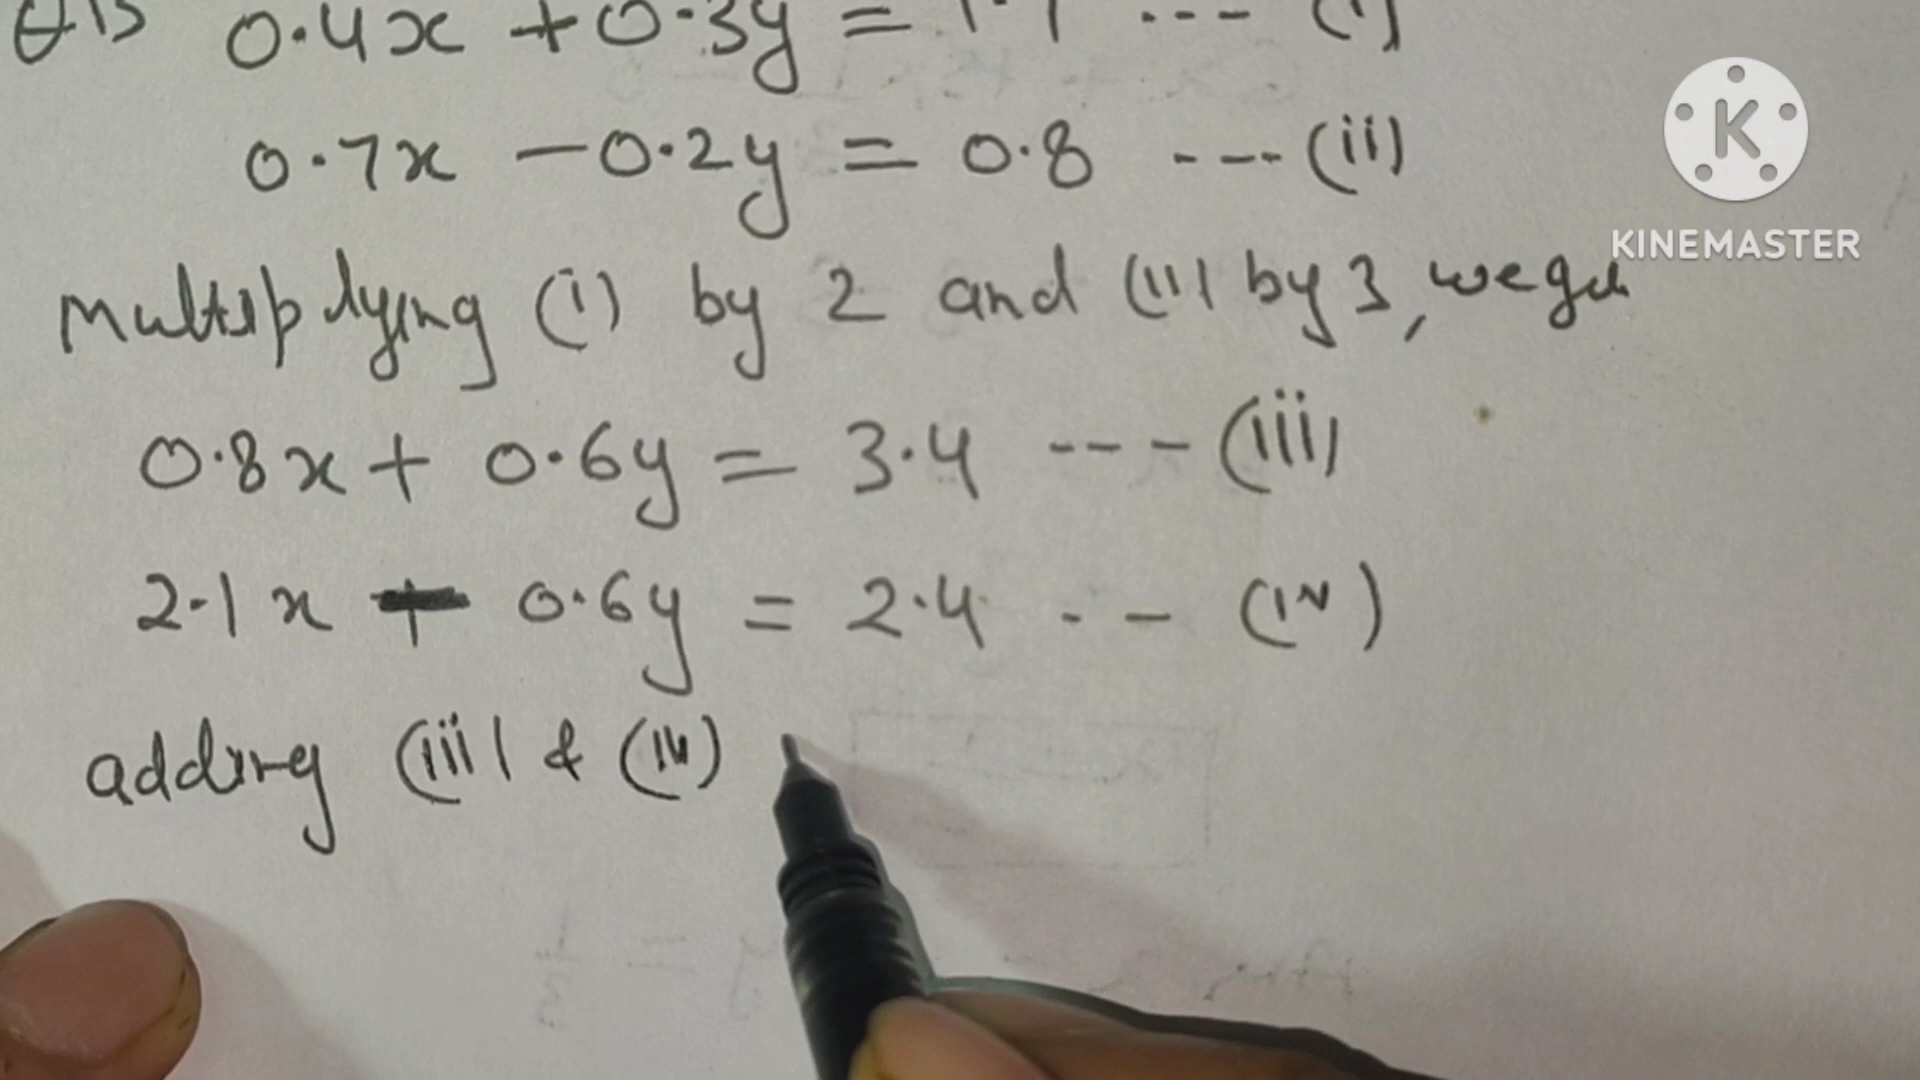 0.4x + 0.3y = 1.7 --- (i)
0.7x - 0.2y = 0.8 --- (ii)
KINEMASTER
Multiplying (i) by 2 and (ii) by 3, we get
0.8x + 0.6y = 3.4 --- (iii)
2.1x - 0.6y = 2.4 -- (iv)
adding (iii) & (iv)